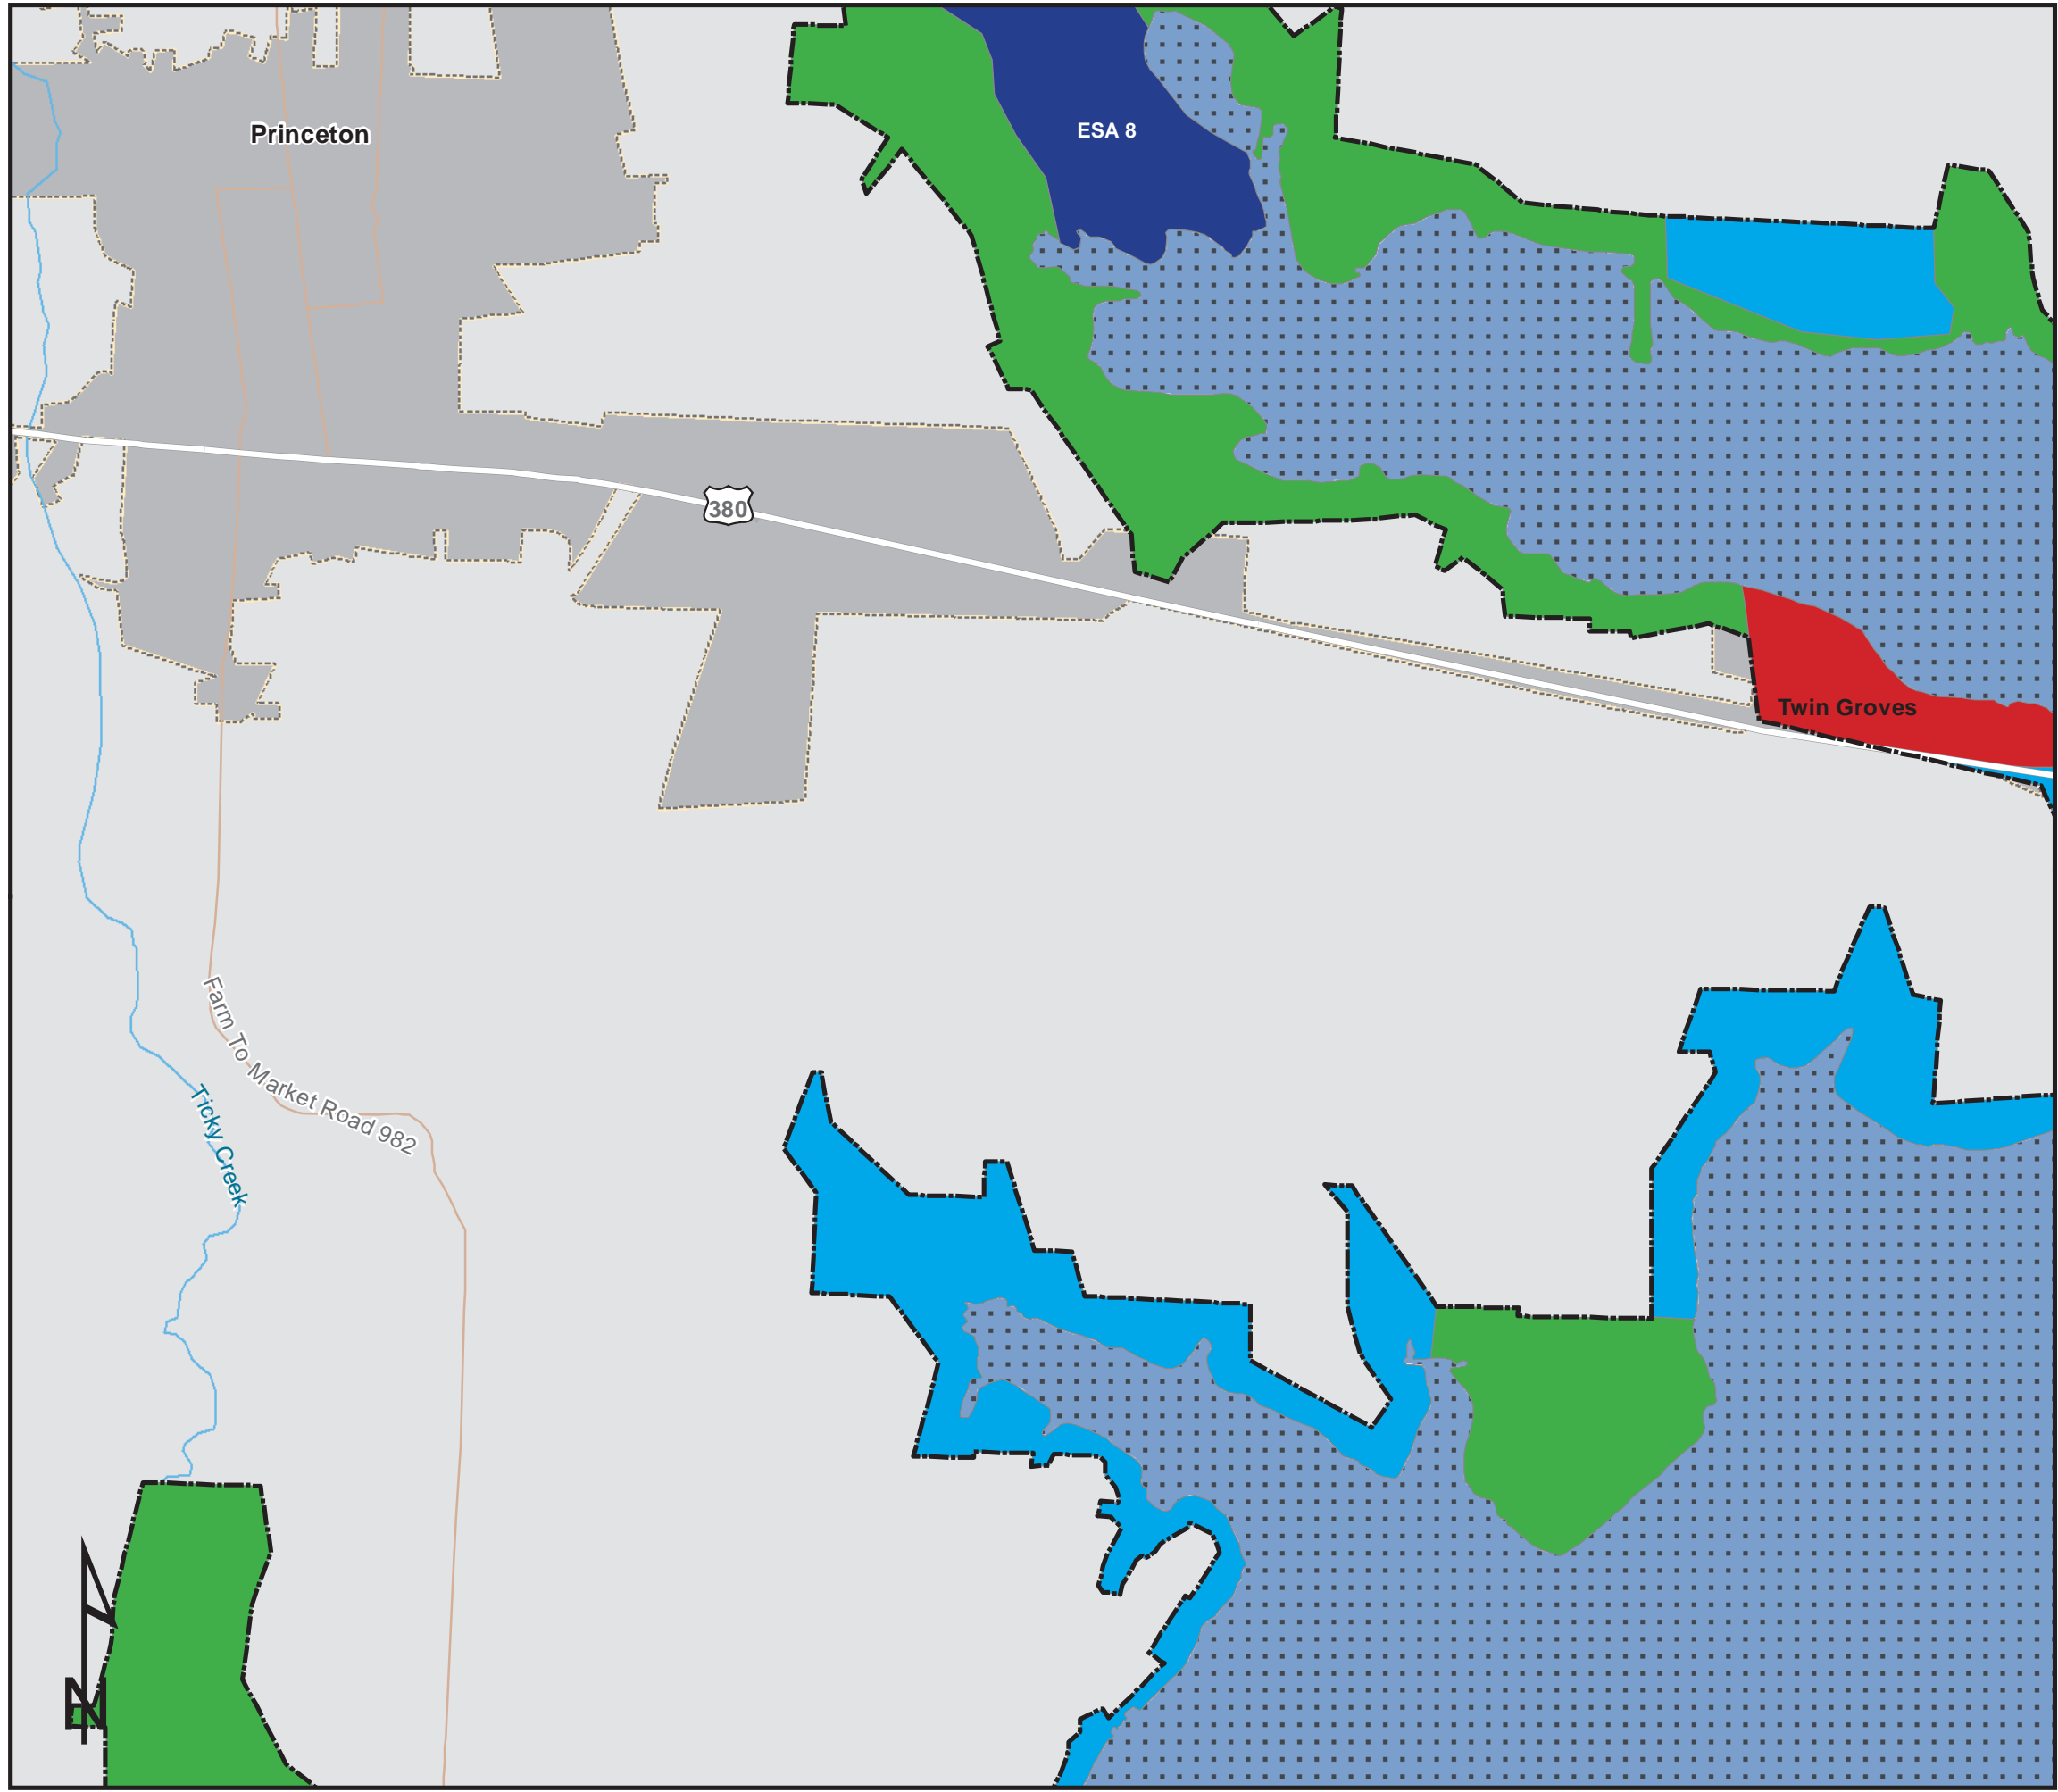 Princeton
ESA 8
380
Twin Groves
Farm To Market Road 982
Ticky Creek
N